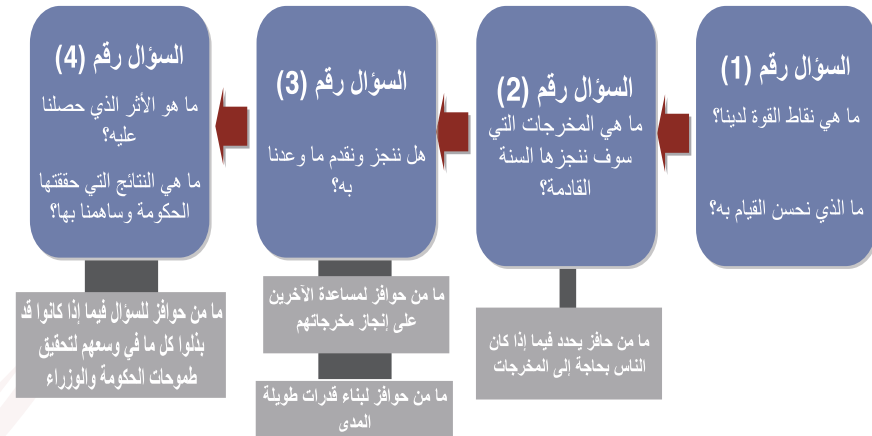 السؤال رقم (1)
ما هي نقاط القوة لدينا؟
ما الذي نحسن القيام به؟
السؤال رقم (2)
ما هي المخرجات التي
سوف ننجزها السنة
القادمة؟
ما من حافز يحدد فيما إذا كان
الناس بحاجة إلى المخرجات
السؤال رقم (3)
هل ننجز ونقدم ما وعدنا
به؟
ما من حوافز لمساعدة الآخرين
على إنجاز مخرجاتهم
ما من حوافز لبناء قدرات طويلة
المدى
السؤال رقم (4)
ما هو الأثر الذي حصلنا
عليه؟
ما هي النتائج التي حققتها
الحكومة وساهمنا بها؟
ما من حوافز للسؤال فيما إذا كانوا قد
بذلوا كل ما في وسعهم لتحقيق
طموحات الحكومة والوزراء